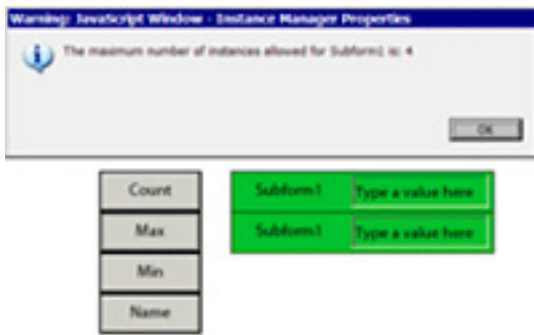 Warning: JavaScript Window - Instance Manager Properties
The maximum number of instances allowed for Subform1 is: 4
OK
Count
Subform1 Type a value here
Max
Subform1 Type a value here
Min
Name